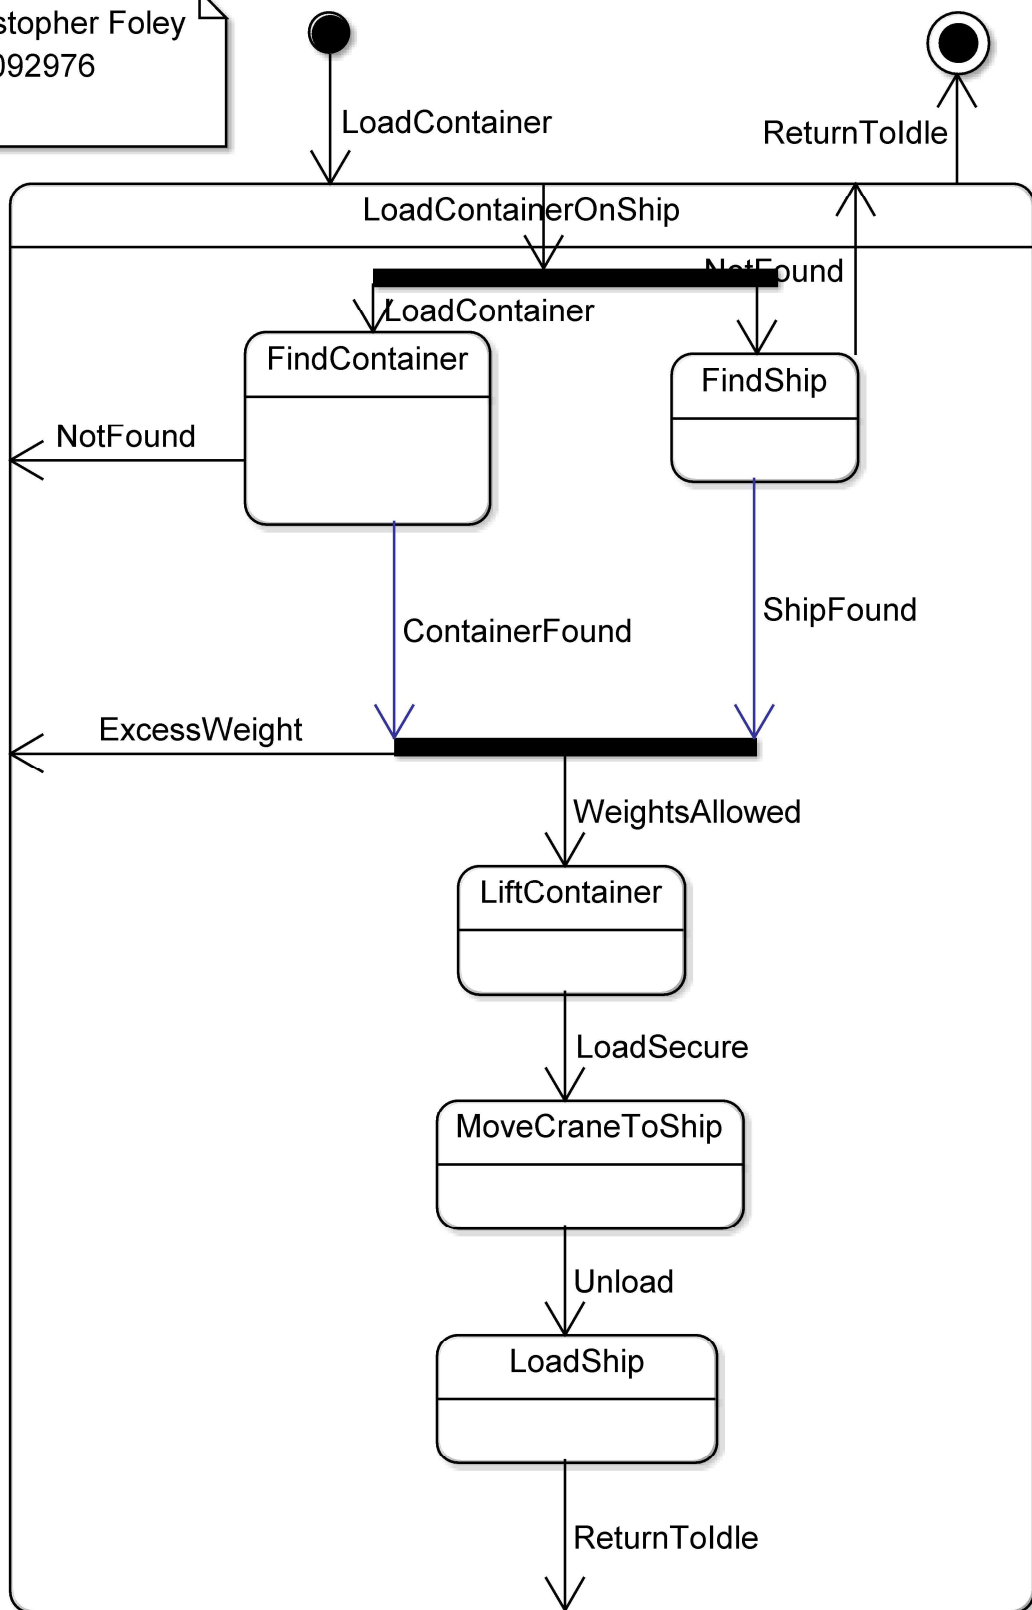 stopher Foley
092976
LoadContainer
ReturnToIdle
LoadContainerOnShip
NotFound
LoadContainer
FindContainer
FindShip
NotFound
ShipFound
ContainerFound
ExcessWeight
WeightsAllowed
LiftContainer
LoadSecure
MoveCraneToShip
Unload
LoadShip
ReturnToIdle